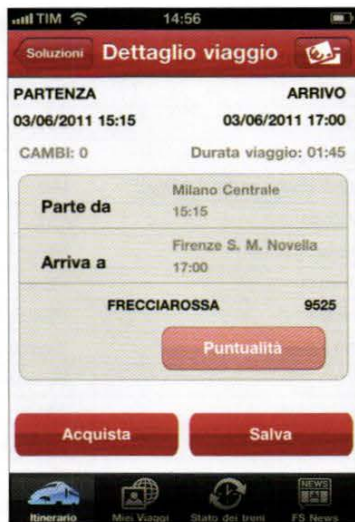 TIM 14:56
Soluzioni Dettaglio viaggio
PARTENZA ARRIVO
03/06/2011 15:15 03/06/2011 17:00
CAMBI: 0 Durata viaggio: 01:45
Milano Centrale
Parte da 15:15
Firenze S. M. Novella
Arriva a 17:00
FRECCIAROSSA 9525
Puntualità
Acquista Salva
NEWS
Itinerario Miei Viaggi Stato dei treni FS News